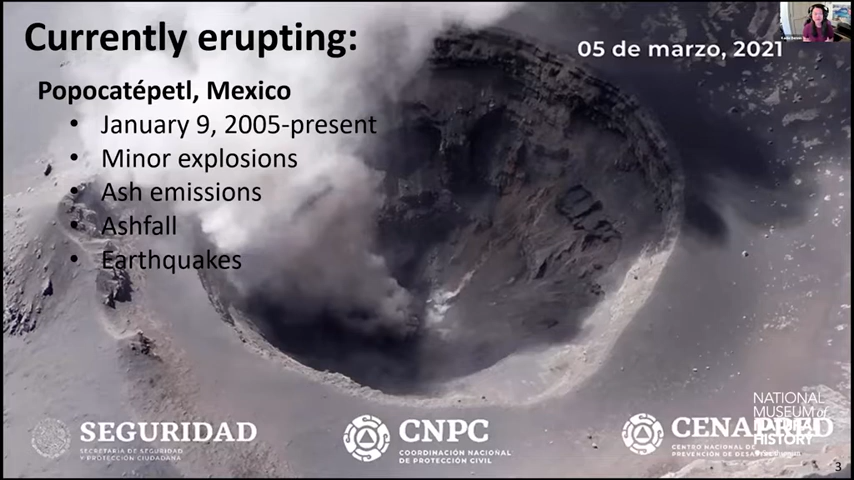 Currently erupting:
05 de marzo, 2021
Popocatépetl, Mexico
• January 9, 2005-present
• Minor explosions
• Ash emissions
• Ashfall
• Earthquakes
SEGURIDAD
SECRETARÍA DE SEGURIDAD
Y PROTECCIÓN CIUDADANA
CNPC
COORDINACIÓN NACIONAL
DE PROTECCIÓN CIVIL
CENAPRED
CENTRO NACIONAL DE
PREVENCIÓN DE
NATIONAL
MUSEUM of
NATURAL
HISTORY
3